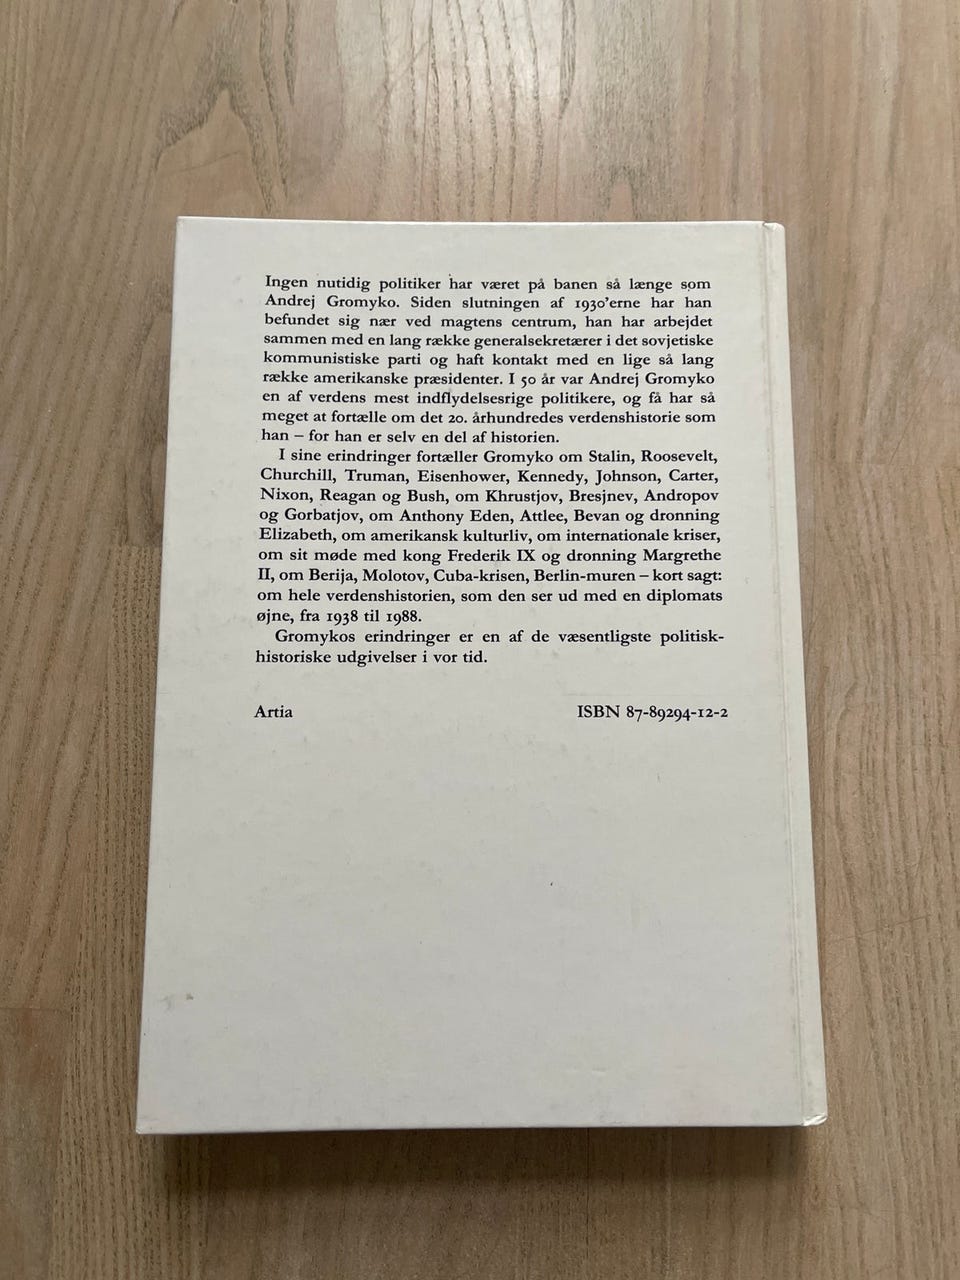 Ingen nutidig politiker har været på banen så længe som
Andrej Gromyko. Siden slutningen af 1930'erne har han
befundet sig nær ved magtens centrum, han har arbejdet
sammen med en lang række generalsekretærer i det sovjetiske
kommunistiske parti og haft kontakt med en lige så lang
række amerikanske præsidenter. I 50 år var Andrej Gromyko
en af verdens mest indflydelsesrige politikere, og få har så
meget at fortælle om det 20. århundredes verdenshistorie som
han – for han er selv en del af historien.
I sine erindringer fortæller Gromyko om Stalin, Roosevelt,
Churchill, Truman, Eisenhower, Kennedy, Johnson, Carter,
Nixon, Reagan og Bush, om Khrustjov, Bresjnev, Andropov
og Gorbatjov, om Anthony Eden, Attlee, Bevan og dronning
Elizabeth, om amerikansk kulturliv, om internationale kriser,
om sit møde med kong Frederik IX og dronning Margrethe
II, om Berija, Molotov, Cuba-krisen, Berlin-muren – kort sagt:
om hele verdenshistorien, som den ser ud med en diplomats
øjne, fra 1938 til 1988.
Gromykos erindringer er en af de væsentligste politisk-
historiske udgivelser i vor tid.
Artia
ISBN 87-89294-12-2